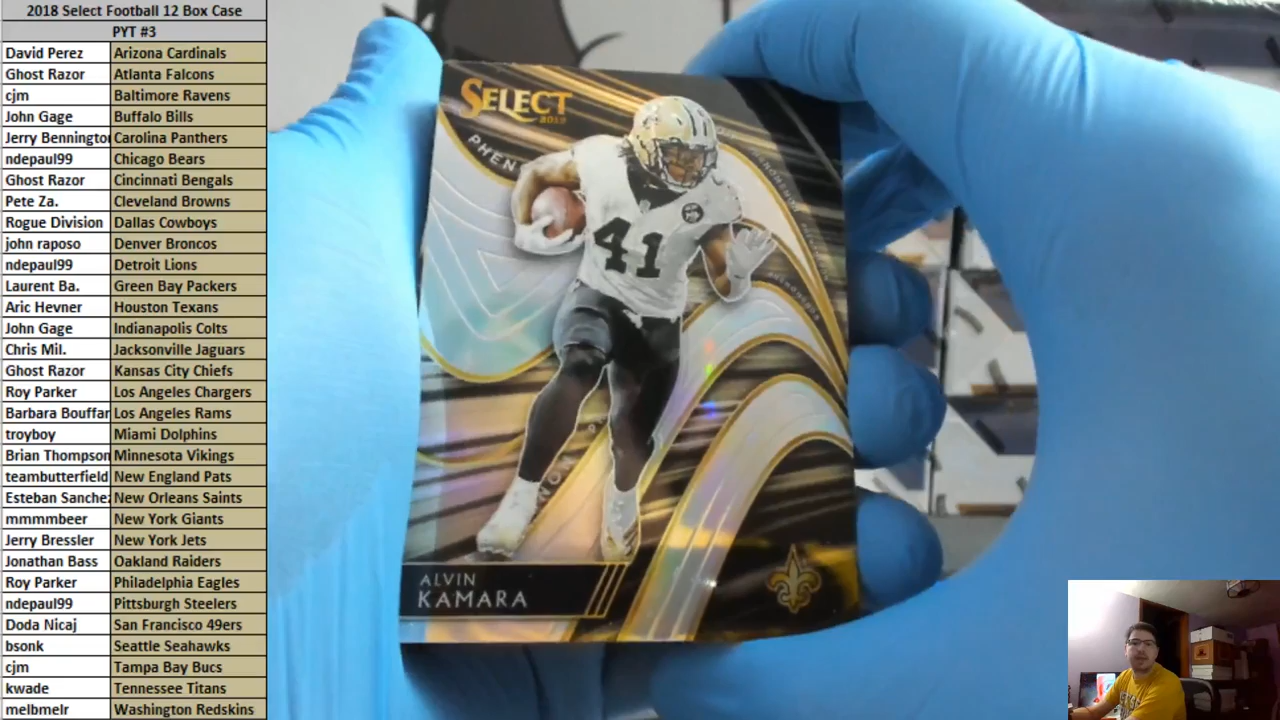 2018 Select Football 12 Box Case
PYT #3
David Perez Arizona Cardinals
Ghost Razor Atlanta Falcons
cjm Baltimore Ravens
John Gage Buffalo Bills
Jerry Bennington Carolina Panthers
ndepaul99 Chicago Bears
Ghost Razor Cincinnati Bengals
Pete Za. Cleveland Browns
Rogue Division Dallas Cowboys
john raposo Denver Broncos
ndepaul99 Detroit Lions
Laurent Ba. Green Bay Packers
Aric Hevner Houston Texans
John Gage Indianapolis Colts
Chris Mil. Jacksonville Jaguars
Ghost Razor Kansas City Chiefs
Roy Parker Los Angeles Chargers
Barbara Bouffar Los Angeles Rams
troyboy Miami Dolphins
Brian Thompson Minnesota Vikings
teambutterfield New England Pats
Esteban Sanchez New Orleans Saints
mmmmbeer New York Giants
Jerry Bressler New York Jets
Jonathan Bass Oakland Raiders
Roy Parker Philadelphia Eagles
ndepaul99 Pittsburgh Steelers
Doda Nicaj San Francisco 49ers
bsonk Seattle Seahawks
cjm Tampa Bay Bucs
kwade Tennessee Titans
melbmelr Washington Redskins
SELECT
PHEN
41
ALVIN
KAMARA